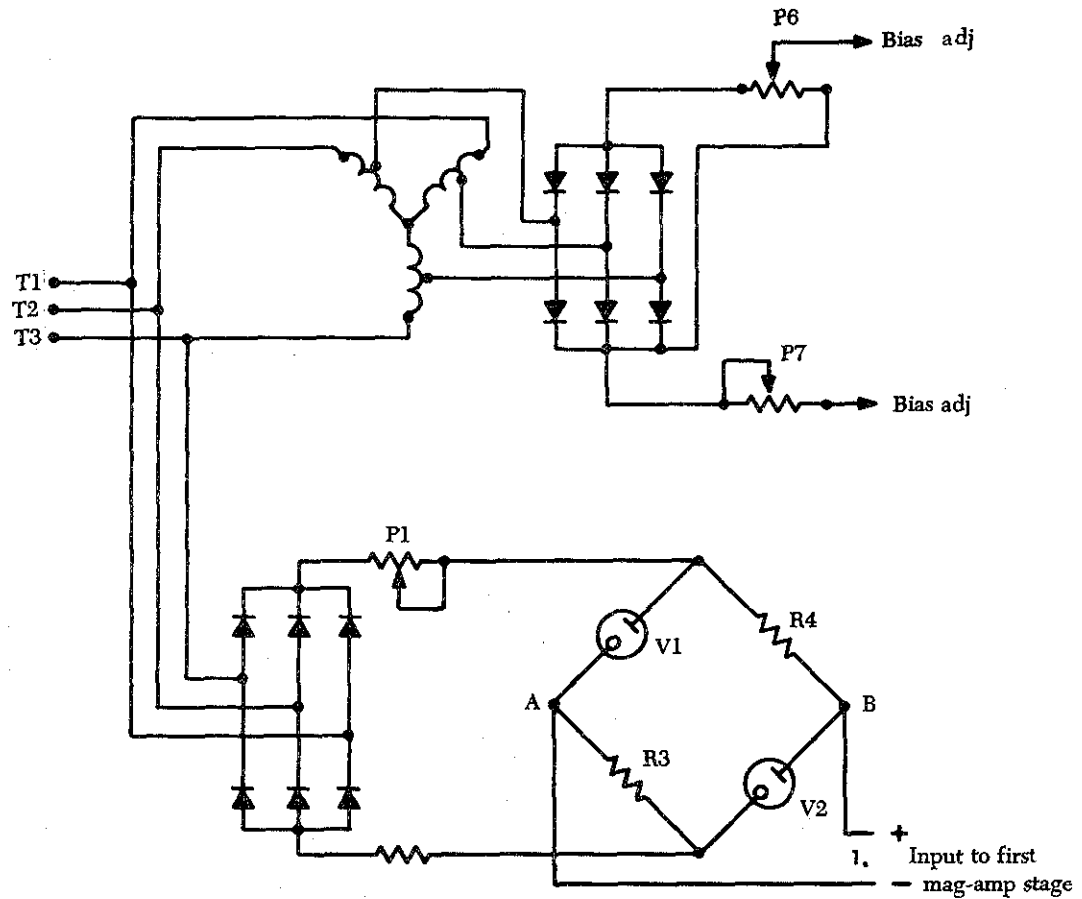 P6
Bias adj
T1
T2
T3
P7
Bias adj
P1
R4
V1
A
B
R3
V2
+
1. Input to first
- mag-amp stage